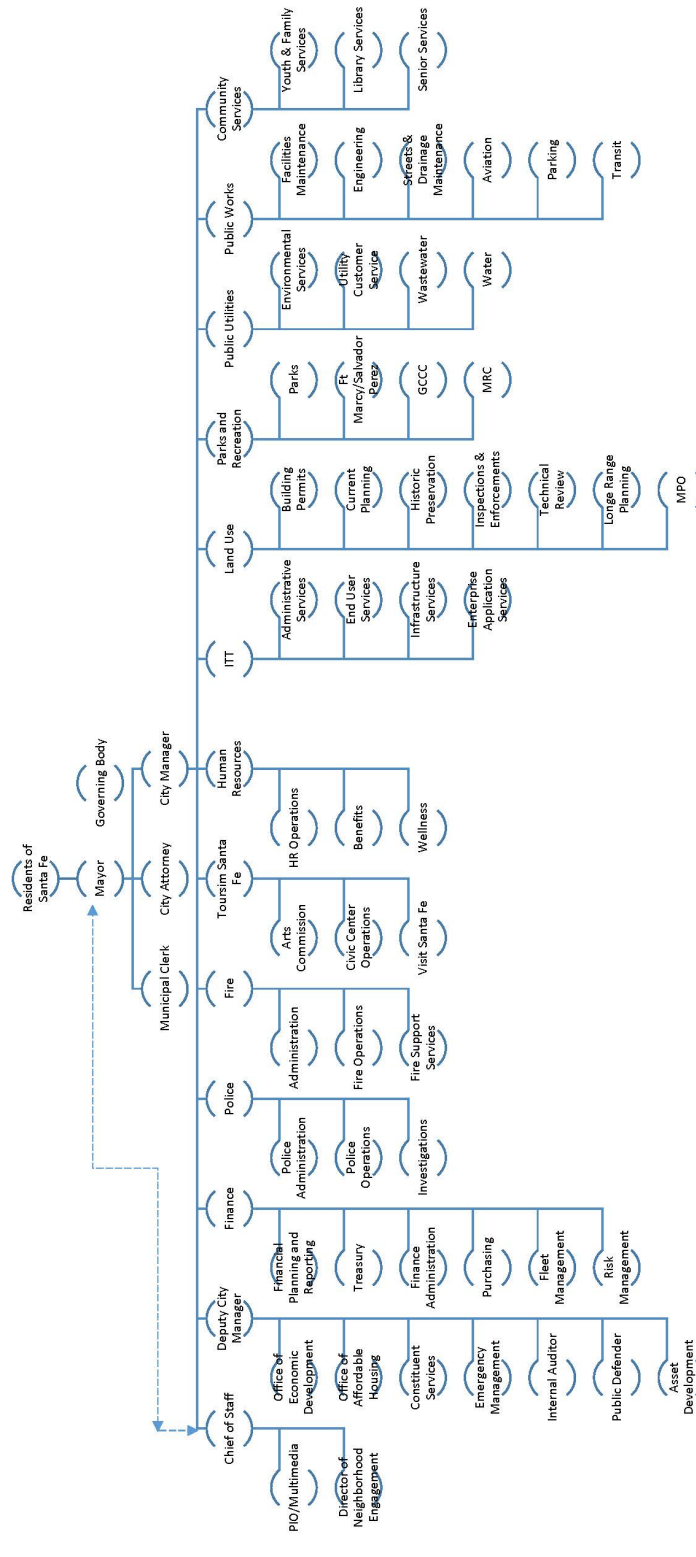 Residents of
Santa Fe
Mayor
Governing Body
Municipal Clerk
City Attorney
City Manager
Chief of Staff
PIO/Multimedia
Director of
Neighborhood
Engagement
Deputy City
Manager
Office of
Economic
Development
Office of
Affordable
Housing
Constituent
Services
Emergency
Management
Internal Auditor
Public Defender
Asset
Development
Finance
Financial
Planning and
Reporting
Treasury
Finance
Administration
Purchasing
Fleet
Management
Risk
Management
Police
Police
Administration
Police
Operations
Investigations
Fire
Administration
Fire Operations
Fire Support
Services
Toursim Santa
Fe
Arts
Commission
Civic Center
Operations
Visit Santa Fe
Human
Resources
HR Operations
Benefits
Wellness
ITT
Administrative
Services
End User
Services
Infrastructure
Services
Enterprise
Application
Services
Land Use
Building
Permits
Current
Planning
Historic
Preservation
Inspections &
Enforcements
Technical
Review
Longe Range
Planning
MPO
Parks and
Recreation
Parks
Ft
Marcy/Salvador
Perez
GCCC
MRC
Public Utilities
Environmental
Services
Utility
Customer
Service
Wastewater
Water
Public Works
Facilities
Maintenance
Engineering
Streets &
Drainage
Maintenance
Aviation
Parking
Transit
Community
Services
Youth & Family
Services
Library Services
Senior Services